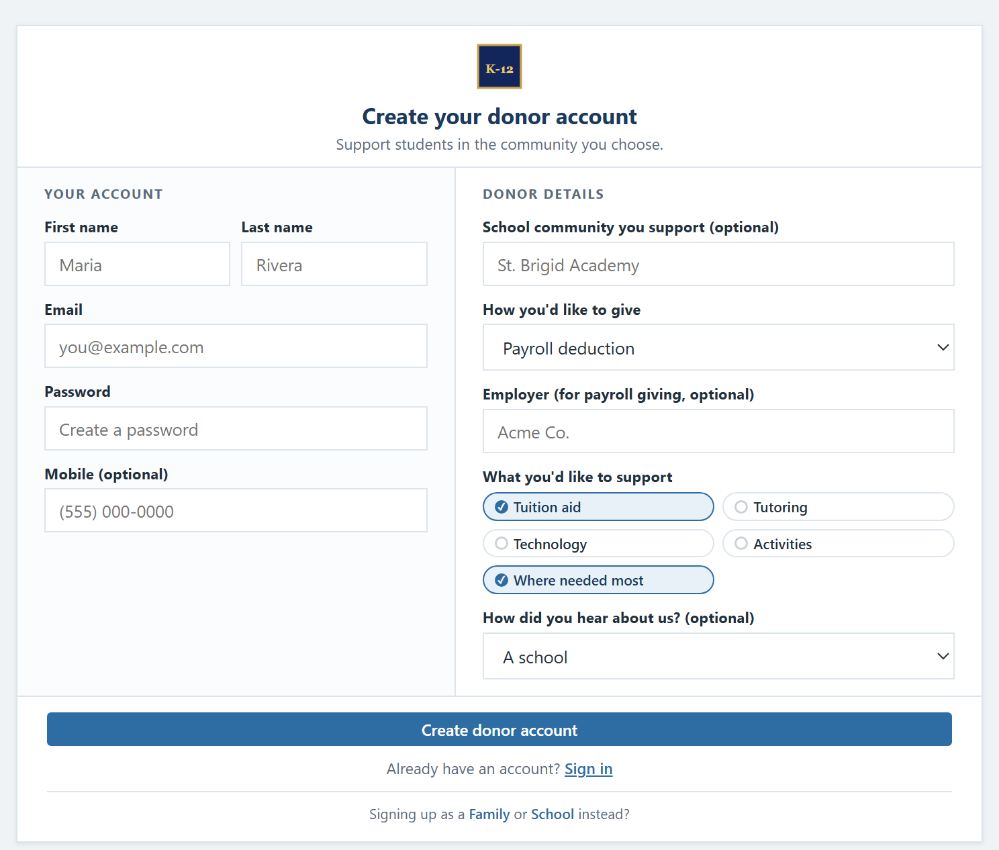 K-12
Create your donor account
Support students in the community you choose.
YOUR ACCOUNT
First name
Last name
Maria
Rivera
Email
you@example.com
Password
Create a password
Mobile (optional)
(555) 000-0000
DONOR DETAILS
School community you support (optional)
St. Brigid Academy
How you'd like to give
Payroll deduction
Employer (for payroll giving, optional)
Acme Co.
What you'd like to support
Tuition aid
Tutoring
Technology
Activities
Where needed most
How did you hear about us? (optional)
A school
Create donor account
Already have an account? Sign in
Signing up as a Family or School instead?